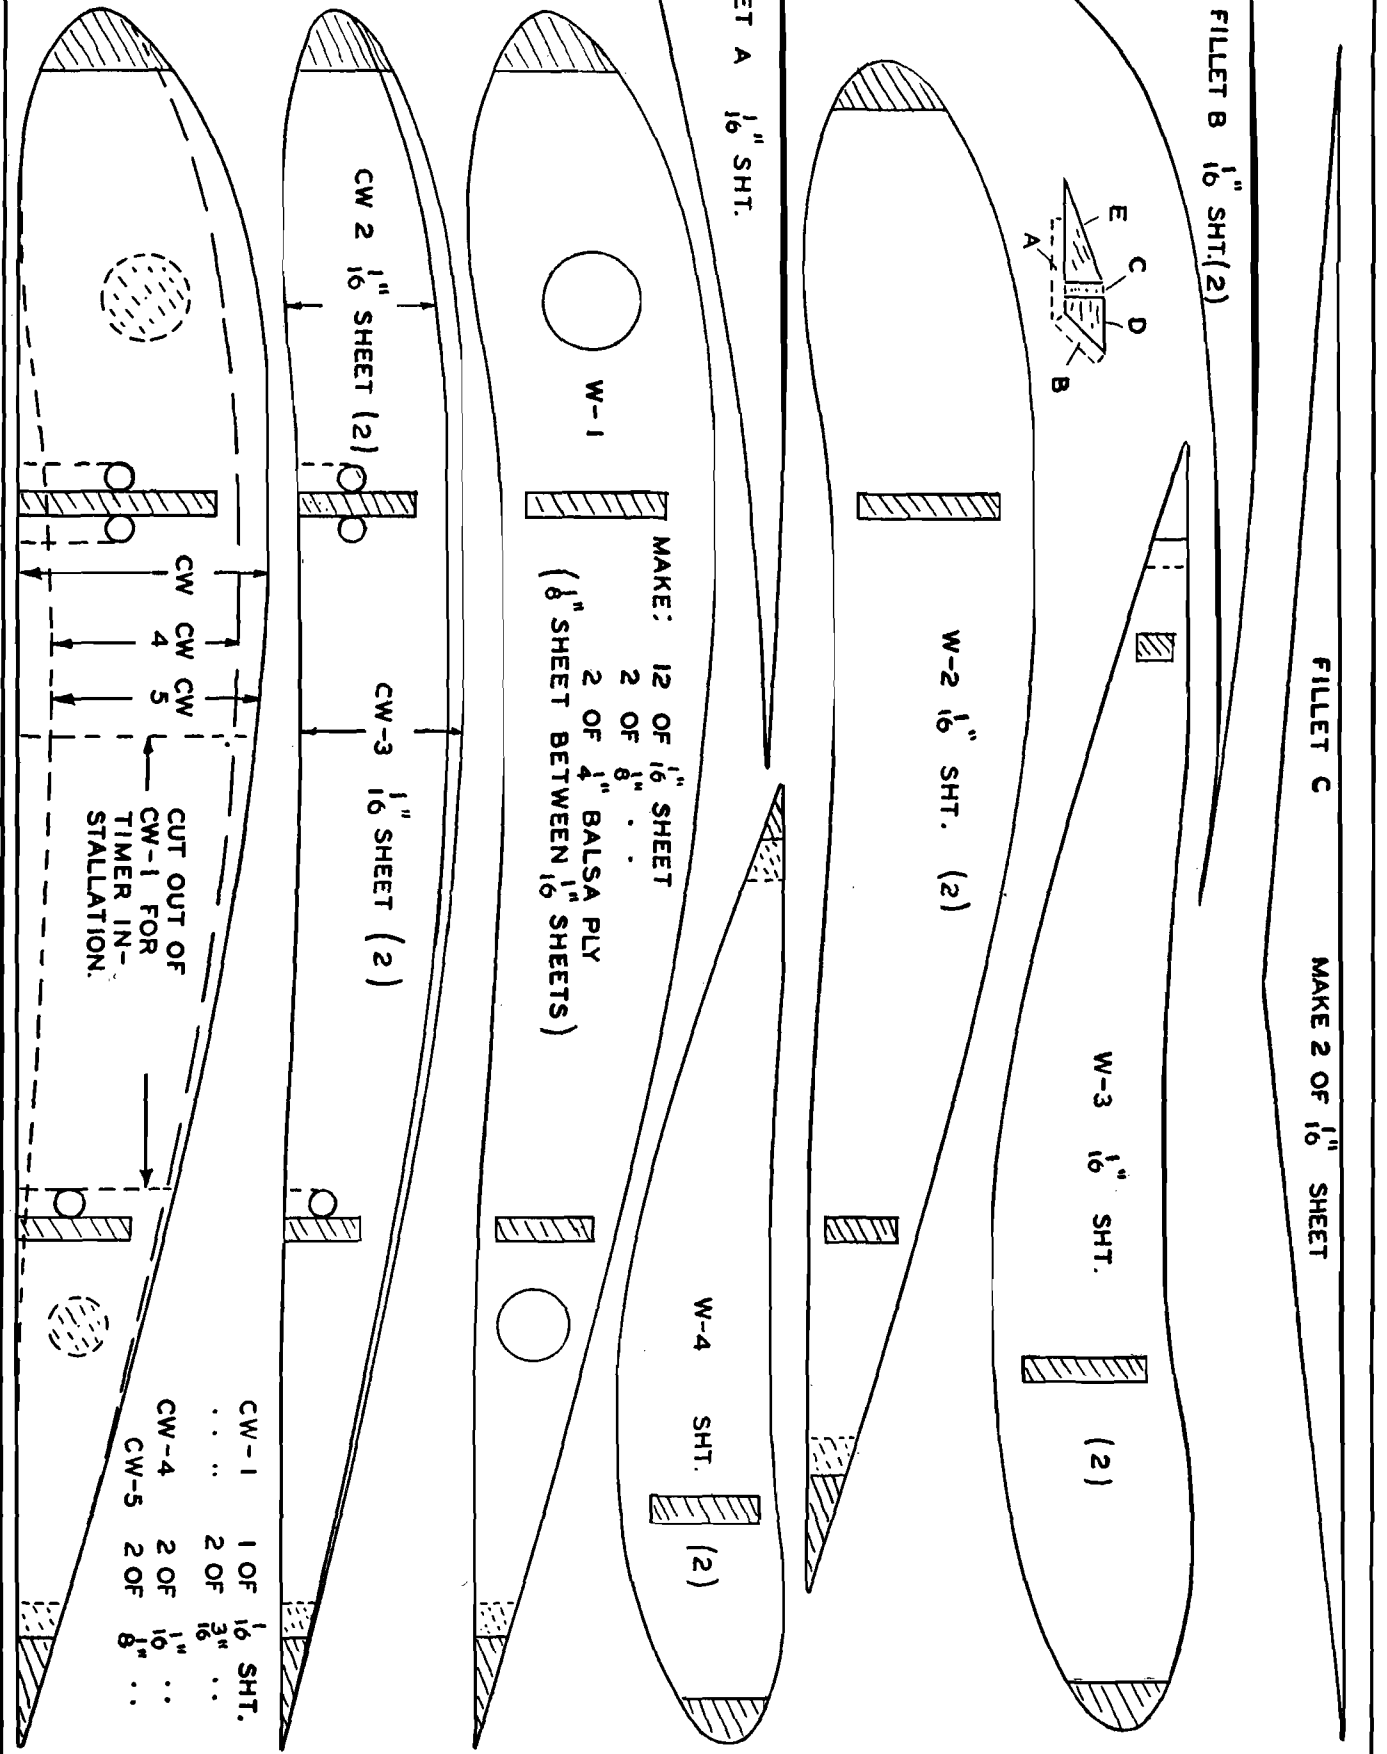 FILLET C MAKE 2 OF 1/16" SHEET
FILLET B 1/16" SHT.(2)
E
C
D
A
B
W-3 1/16" SHT. (2)
W-2 1/16" SHT. (2)
ET A 1/16" SHT.
W-4 SHT. (2)
W-1
MAKE: 12 OF 1/16" SHEET
2 OF 1/8" . .
2 OF 1/4" BALSA PLY
(1/8" SHEET BETWEEN 1/16" SHEETS)
CW 2 1/16" SHEET (2)
CW-3 1/16" SHEET (2)
CW
CW 4
CW 5
CUT OUT OF
CW-1 FOR
TIMER IN-
STALLATION.
CW-1 1 OF 1/16 SHT.
.. .. 2 OF 3/16" ..
CW-4 2 OF 1/16" ..
CW-5 2 OF 1/8" ..